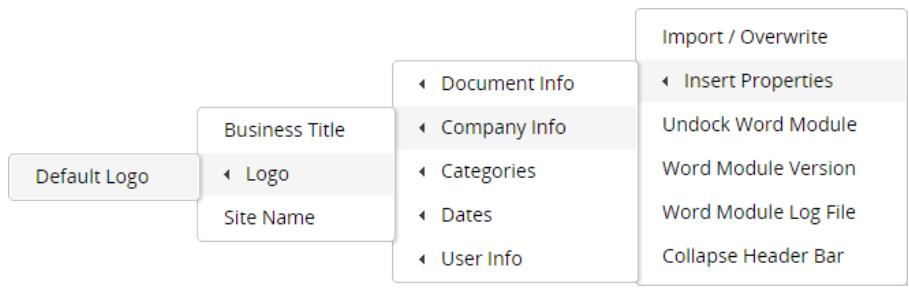 Import / Overwrite
Insert Properties
Undock Word Module
Word Module Version
Word Module Log File
Collapse Header Bar
Document Info
Company Info
Categories
Dates
User Info
Business Title
Logo
Site Name
Default Logo